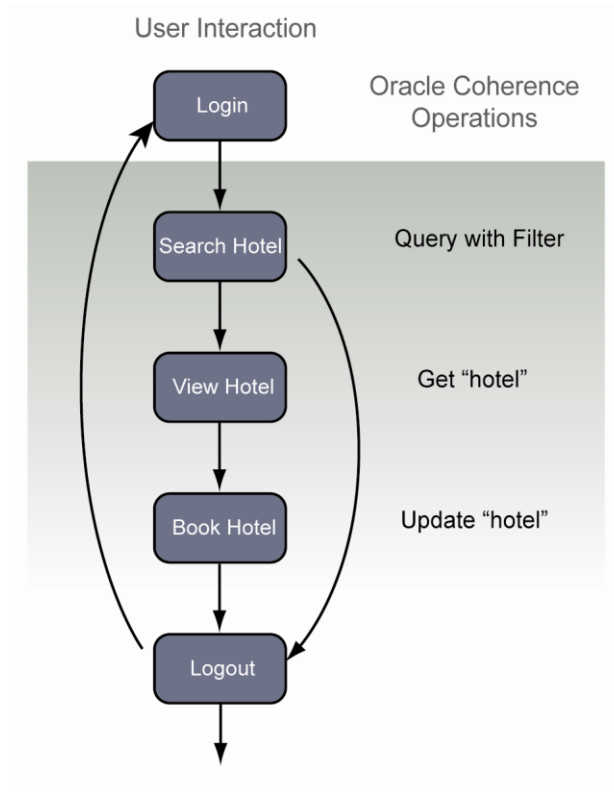 User Interaction
Login
Oracle Coherence
Operations
Search Hotel
Query with Filter
View Hotel
Get “hotel”
Book Hotel
Update “hotel”
Logout